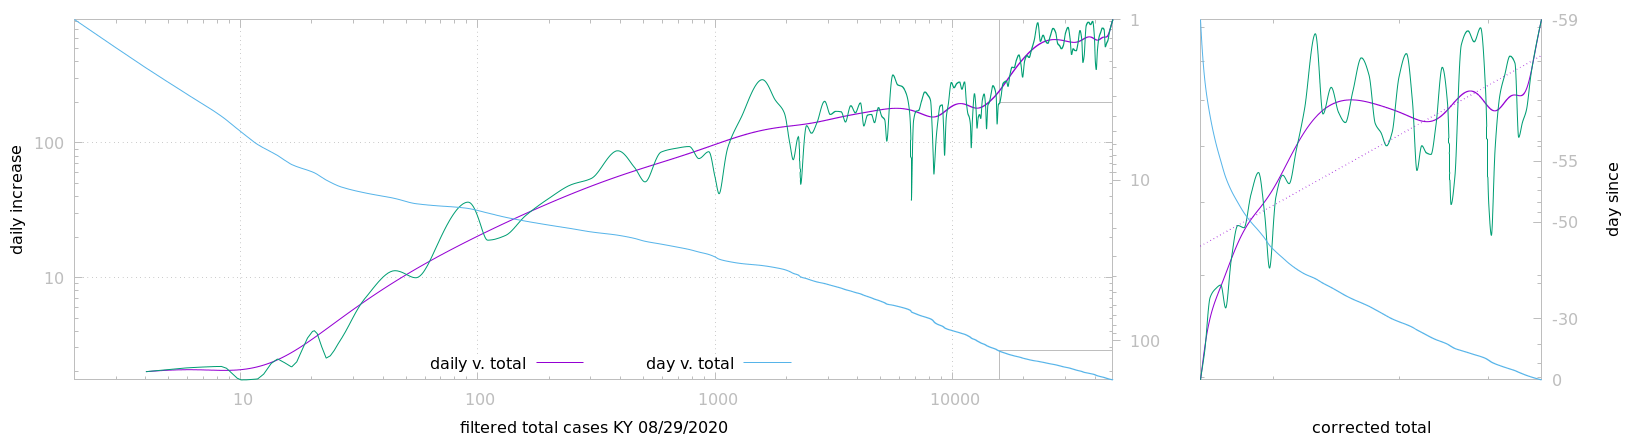 1
-59
100
10
-55
-50
10
-30
100
0
daily increase
day since
daily v. total
day v. total
10
100
1000
10000
filtered total cases KY 08/29/2020
corrected total